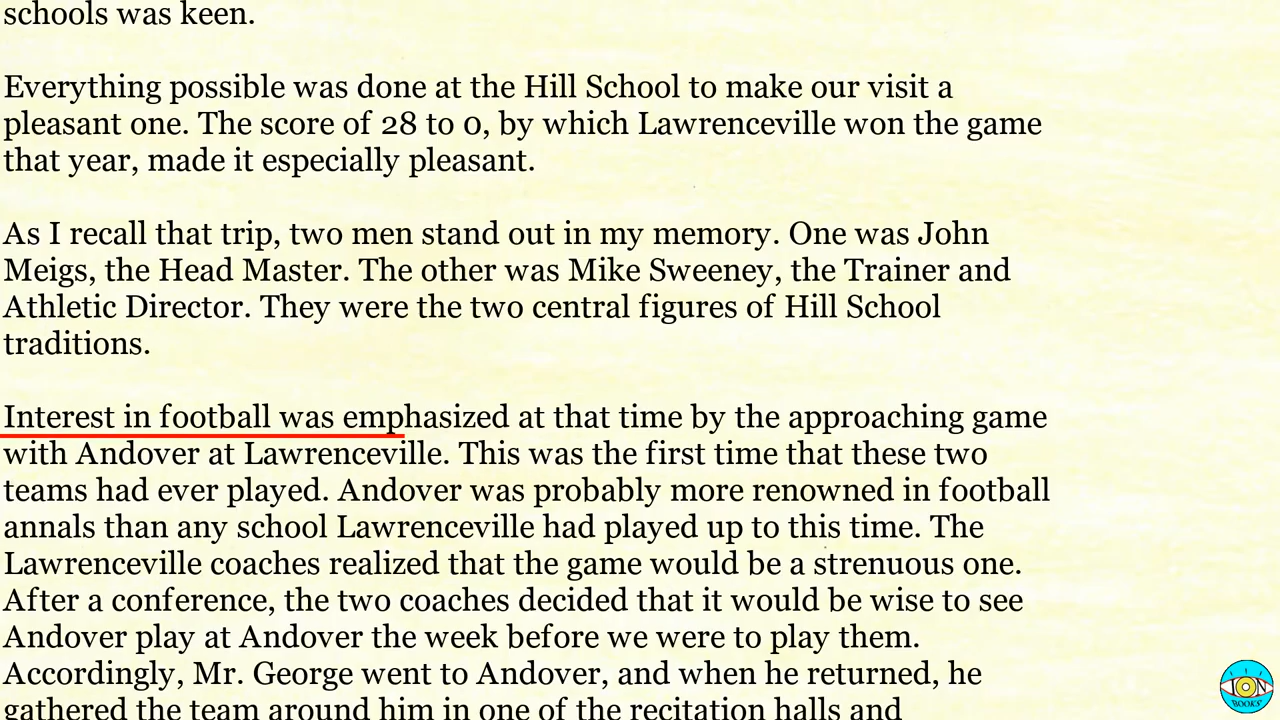 schools was keen.
Everything possible was done at the Hill School to make our visit a
pleasant one. The score of 28 to 0, by which Lawrenceville won the game
that year, made it especially pleasant.
As I recall that trip, two men stand out in my memory. One was John
Meigs, the Head Master. The other was Mike Sweeney, the Trainer and
Athletic Director. They were the two central figures of Hill School
traditions.
Interest in football was emphasized at that time by the approaching game
with Andover at Lawrenceville. This was the first time that these two
teams had ever played. Andover was probably more renowned in football
annals than any school Lawrenceville had played up to this time. The
Lawrenceville coaches realized that the game would be a strenuous one.
After a conference, the two coaches decided that it would be wise to see
Andover play at Andover the week before we were to play them.
Accordingly, Mr. George went to Andover, and when he returned, he
gathered the team around him in one of the recitation halls and
ION
BOOKS